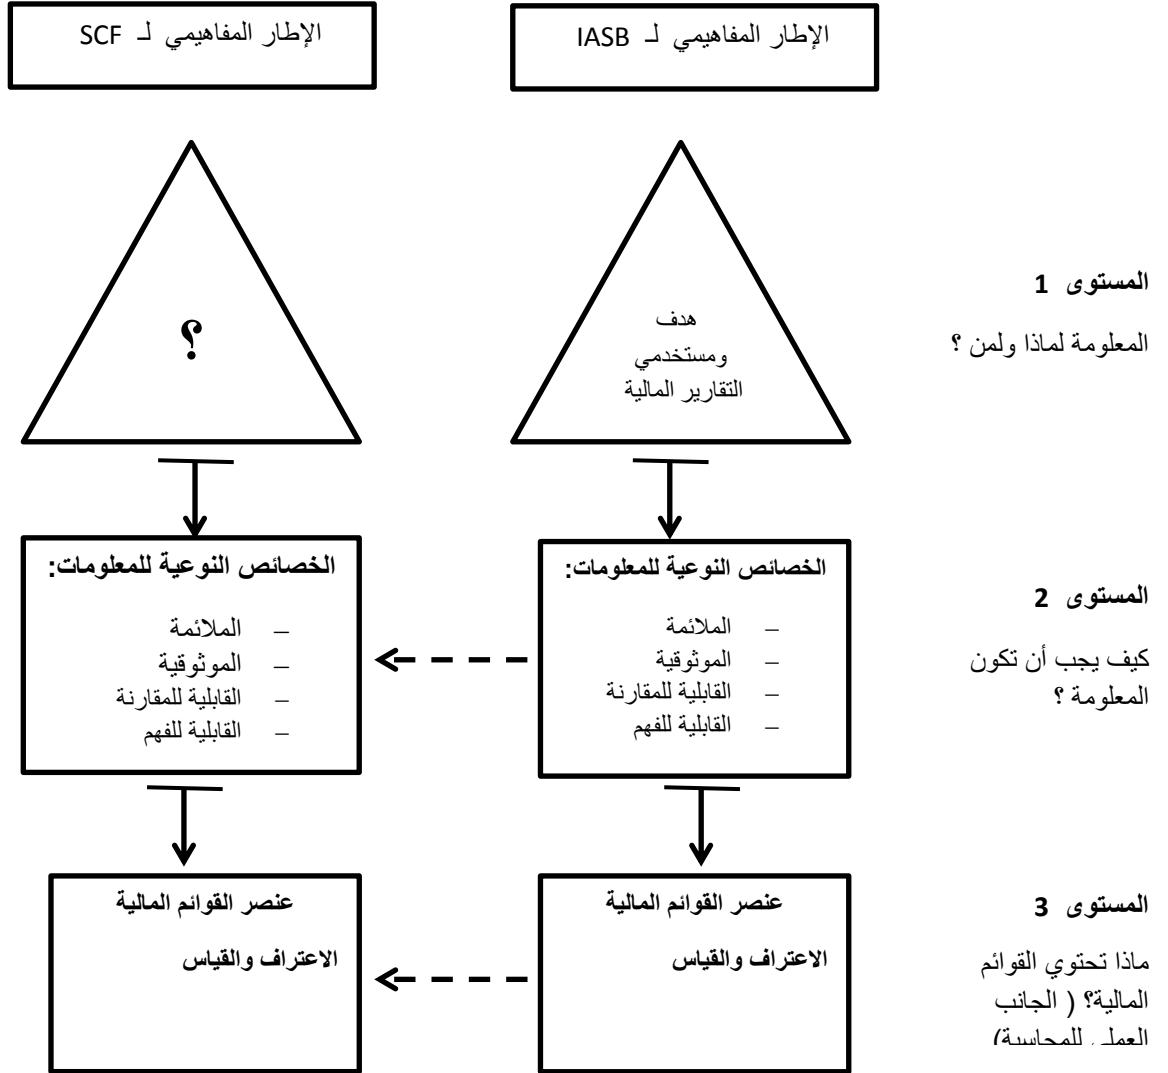 الإطار المفاهيمي لـ IASB
الإطار المفاهيمي لـ SCF
المستوى 1
المعلومة لماذا ولمن ؟
هدف
ومستخدمي
التقارير المالية
؟
المستوى 2
كيف يجب أن تكون
المعلومة ؟
الخصائص النوعية للمعلومات:
– الملائمة
– الموثوقية
– القابلية للمقارنة
– القابلية للفهم
الخصائص النوعية للمعلومات:
– الملائمة
– الموثوقية
– القابلية للمقارنة
– القابلية للفهم
المستوى 3
ماذا تحتوي القوائم
المالية؟ ( الجانب
العملي للمحاسبة)
عنصر القوائم المالية
الاعتراف والقياس
عنصر القوائم المالية
الاعتراف والقياس